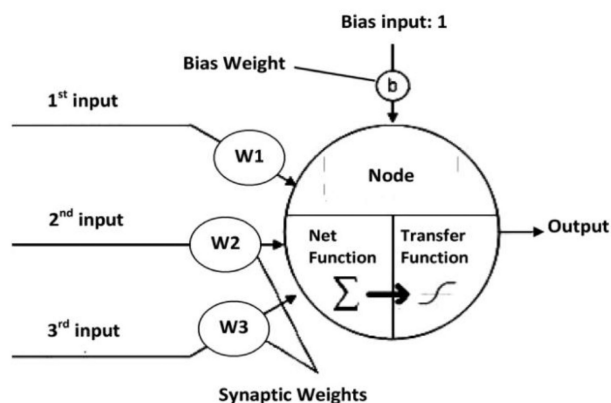 Bias input: 1
Bias Weight
b
1st input
W1
Node
2nd input
W2
Net
Function
Transfer
Function
Output
∑
3rd input
W3
Synaptic Weights